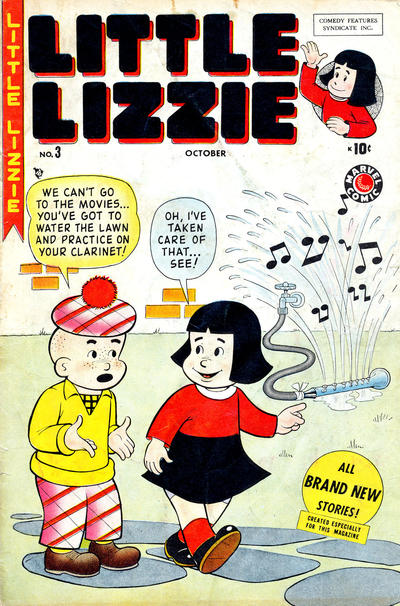 LITTLE LIZZIE
COMEDY FEATURES
SYNDICATE INC.
LITTLE
LIZZIE
NO. 3
OCTOBER
K 10¢
MARVEL
COMIC
WE CAN'T GO
TO THE MOVIES...
YOU'VE GOT TO
WATER THE LAWN
AND PRACTICE ON
YOUR CLARINET!
OH, I'VE
TAKEN
CARE OF
THAT...
SEE!
ALL
BRAND NEW
STORIES!
CREATED ESPECIALLY
FOR THIS MAGAZINE